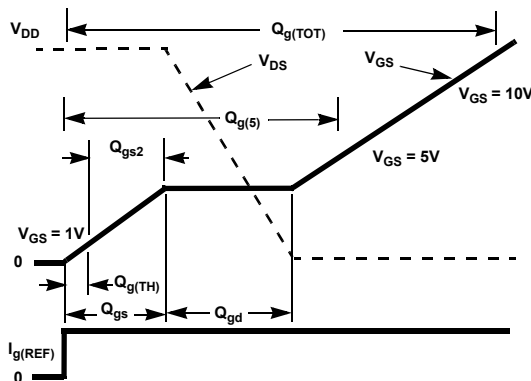 V_DD
Q_g(TOT)
V_DS
V_GS
V_GS = 10V
Q_g(5)
Q_gs2
V_GS = 5V
V_GS = 1V
0
Q_g(TH)
Q_gs
Q_gd
I_g(REF)
0